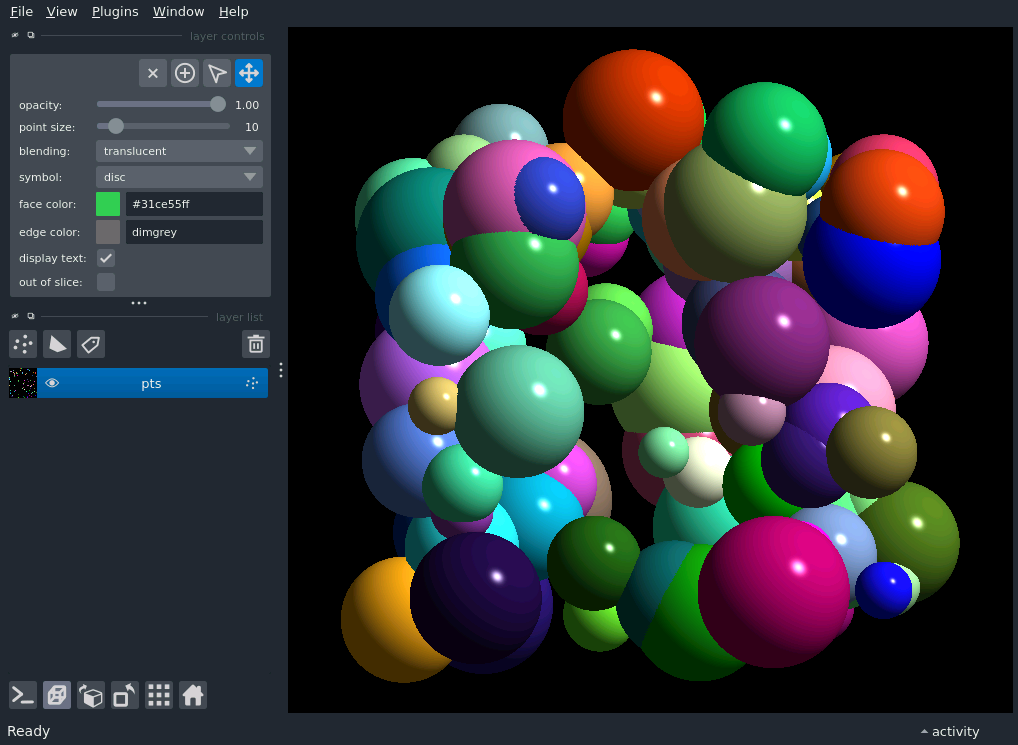 File View Plugins Window Help
layer controls
opacity: 1.00
point size: 10
blending: translucent
symbol: disc
face color: #31ce55ff
edge color: dimgrey
display text:
out of slice:
layer list
pts
Ready
activity